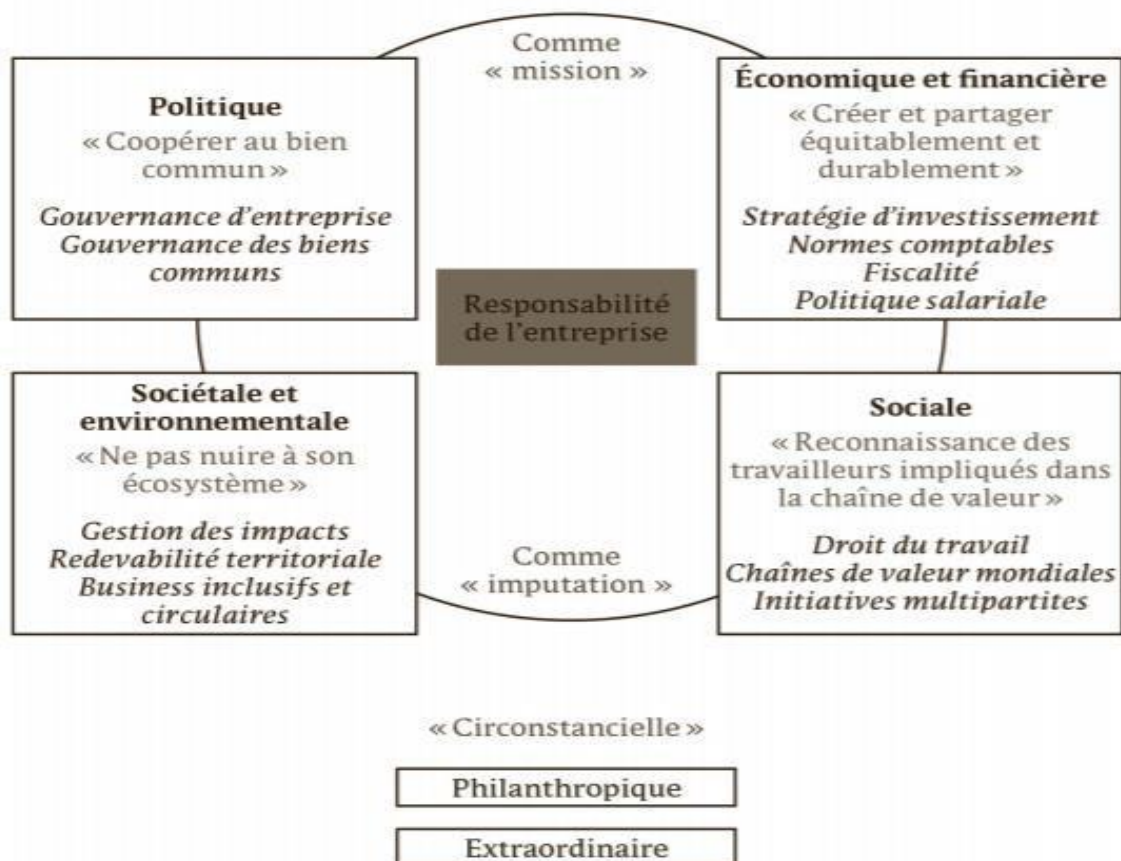 Comme
« mission »
Politique
« Coopérer au bien
commun »
Gouvernance d'entreprise
Gouvernance des biens
communs
Économique et financière
« Créer et partager
équitablement et
durablement »
Stratégie d'investissement
Normes comptables
Fiscalité
Politique salariale
Responsabilité
de l'entreprise
Sociétale et
environnementale
« Ne pas nuire à son
écosystème »
Gestion des impacts
Redevabilité territoriale
Business inclusifs et
circulaires
Sociale
« Reconnaissance des
travailleurs impliqués dans
la chaîne de valeur »
Droit du travail
Chaînes de valeur mondiales
Initiatives multipartites
Comme
« imputation »
« Circonstancielle »
Philanthropique
Extraordinaire